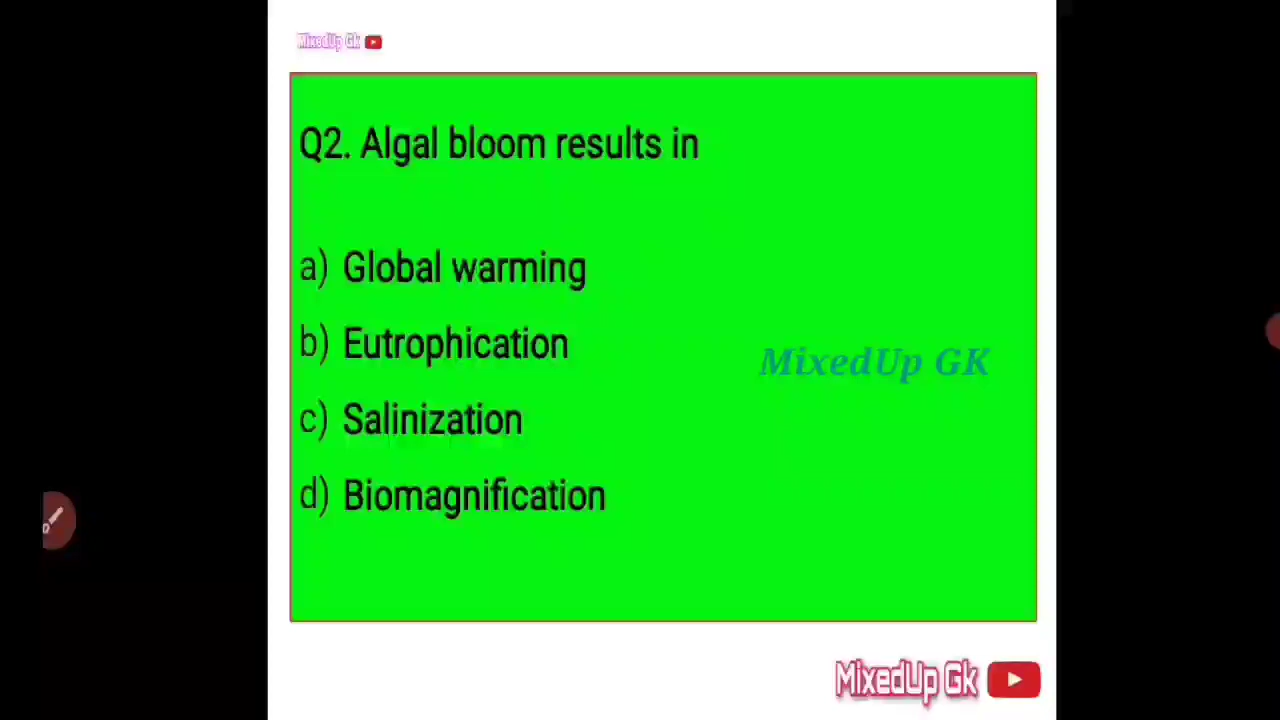 MixedUp Gk
Q2. Algal bloom results in
a) Global warming
b) Eutrophication
MixedUp GK
c) Salinization
d) Biomagnification
MixedUp Gk